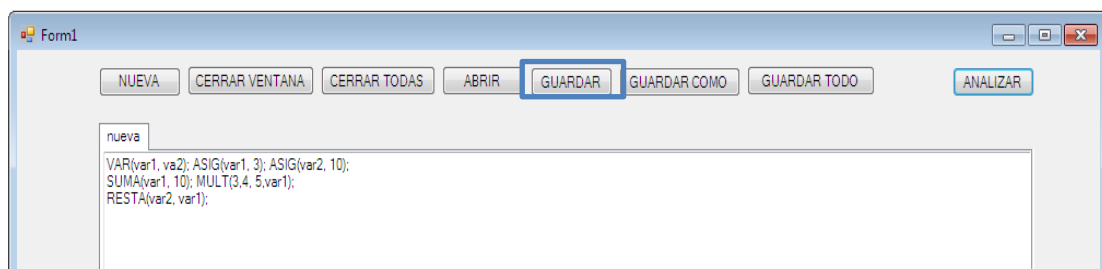 Form1
NUEVA CERRAR VENTANA CERRAR TODAS ABRIR GUARDAR GUARDAR COMO GUARDAR TODO ANALIZAR
nueva
VAR(var1, va2); ASIG(var1, 3); ASIG(var2, 10);
SUMA(var1, 10); MULT(3,4, 5,var1);
RESTA(var2, var1);